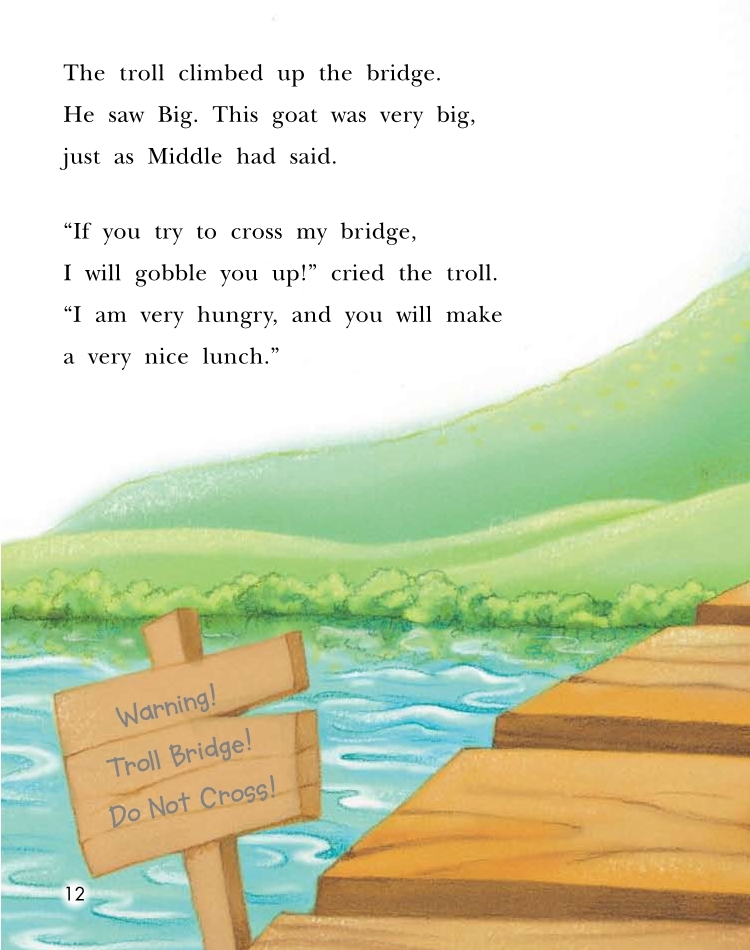 The troll climbed up the bridge.
He saw Big. This goat was very big,
just as Middle had said.
“If you try to cross my bridge,
I will gobble you up!” cried the troll.
“I am very hungry, and you will make
a very nice lunch.”
Warning!
Troll Bridge!
Do Not Cross!
12